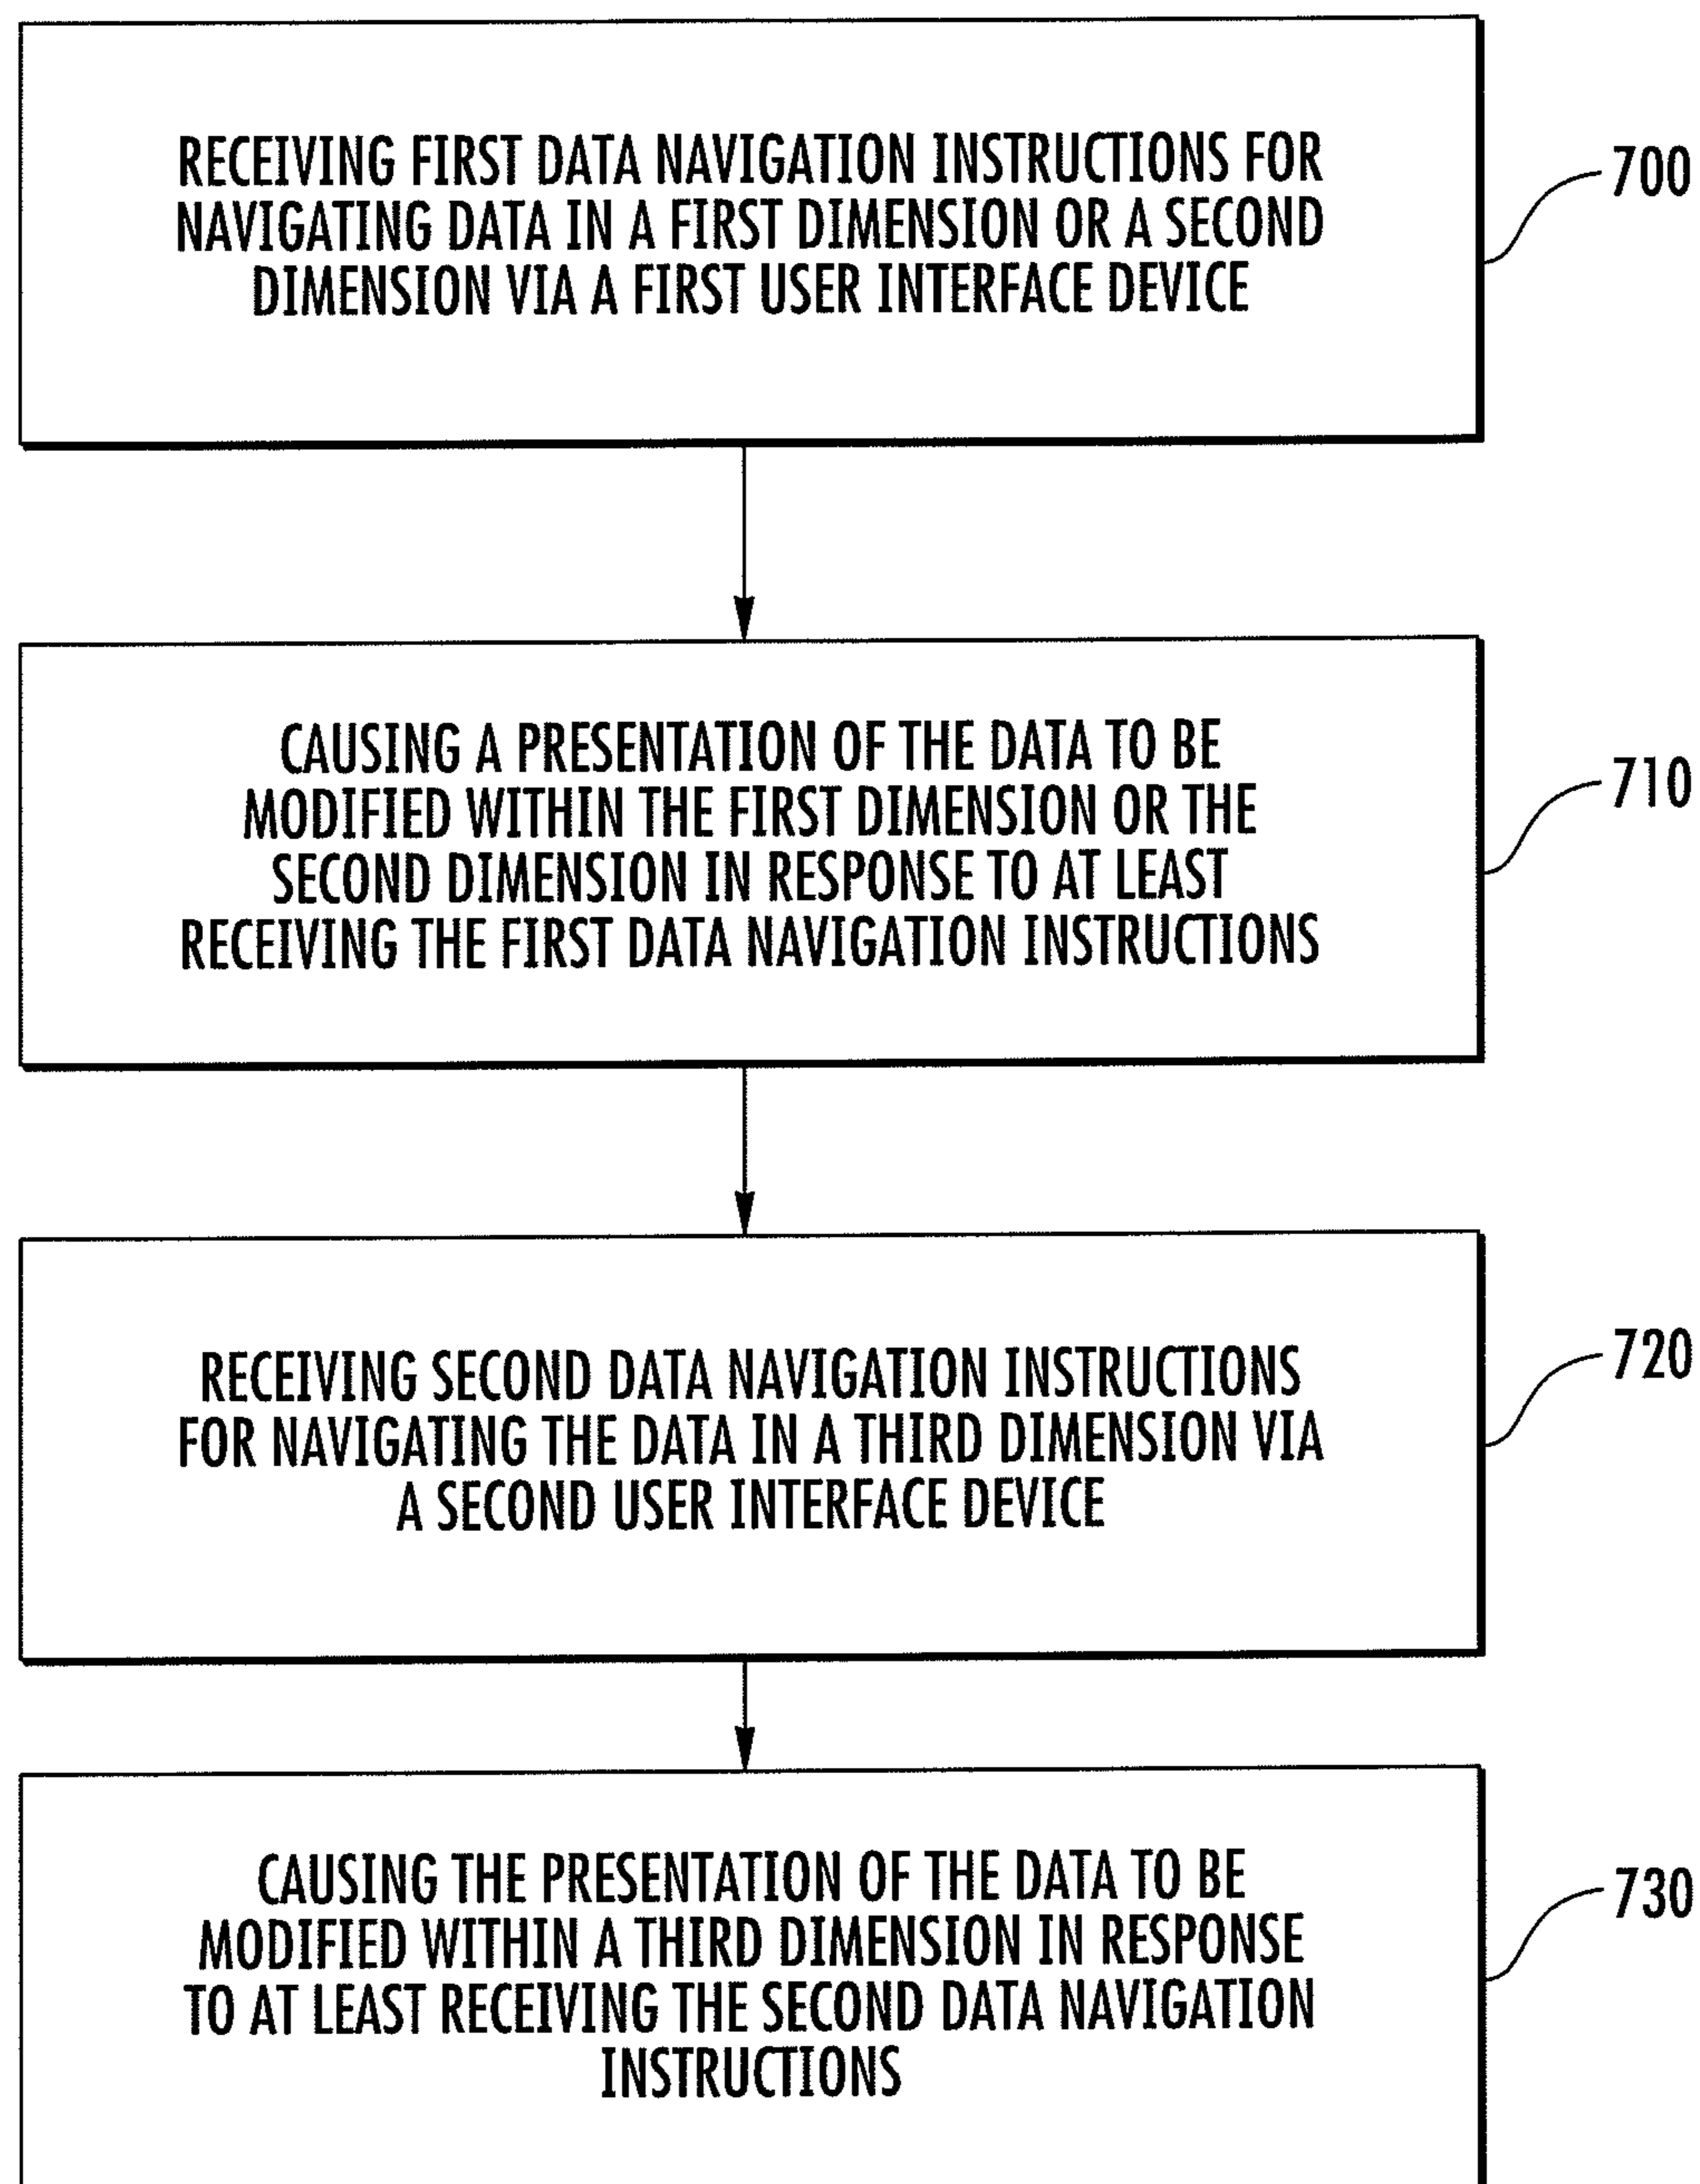 RECEIVING FIRST DATA NAVIGATION INSTRUCTIONS FOR
NAVIGATING DATA IN A FIRST DIMENSION OR A SECOND
DIMENSION VIA A FIRST USER INTERFACE DEVICE
700
CAUSING A PRESENTATION OF THE DATA TO BE
MODIFIED WITHIN THE FIRST DIMENSION OR THE
SECOND DIMENSION IN RESPONSE TO AT LEAST
RECEIVING THE FIRST DATA NAVIGATION INSTRUCTIONS
710
RECEIVING SECOND DATA NAVIGATION INSTRUCTIONS
FOR NAVIGATING THE DATA IN A THIRD DIMENSION VIA
A SECOND USER INTERFACE DEVICE
720
CAUSING THE PRESENTATION OF THE DATA TO BE
MODIFIED WITHIN A THIRD DIMENSION IN RESPONSE
TO AT LEAST RECEIVING THE SECOND DATA NAVIGATION
INSTRUCTIONS
730